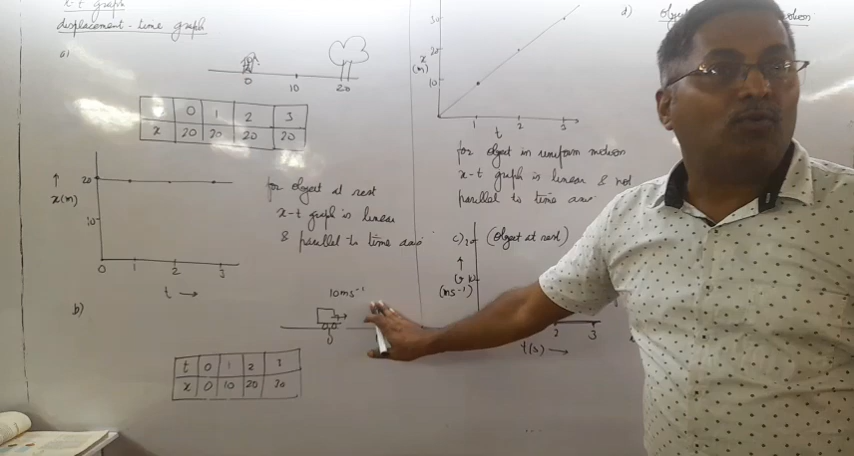 x-t graph
displacement-time graph
a)
0 10 20
t 0 1 2 3
x 20 20 20 20
20
x(m)
10
0 1 2 3
t
for object at rest
x-t graph is linear
& parallel to time axis
b)
10ms⁻¹
0
t 0 1 2 3
x 0 10 20 30
30
20
x
(m)
10
1 2 3
t
for object in uniform motion
x-t graph is linear & not
parallel to time axis
c) (object at rest)
(ms⁻¹)
2 3
t(s)
d)
motion